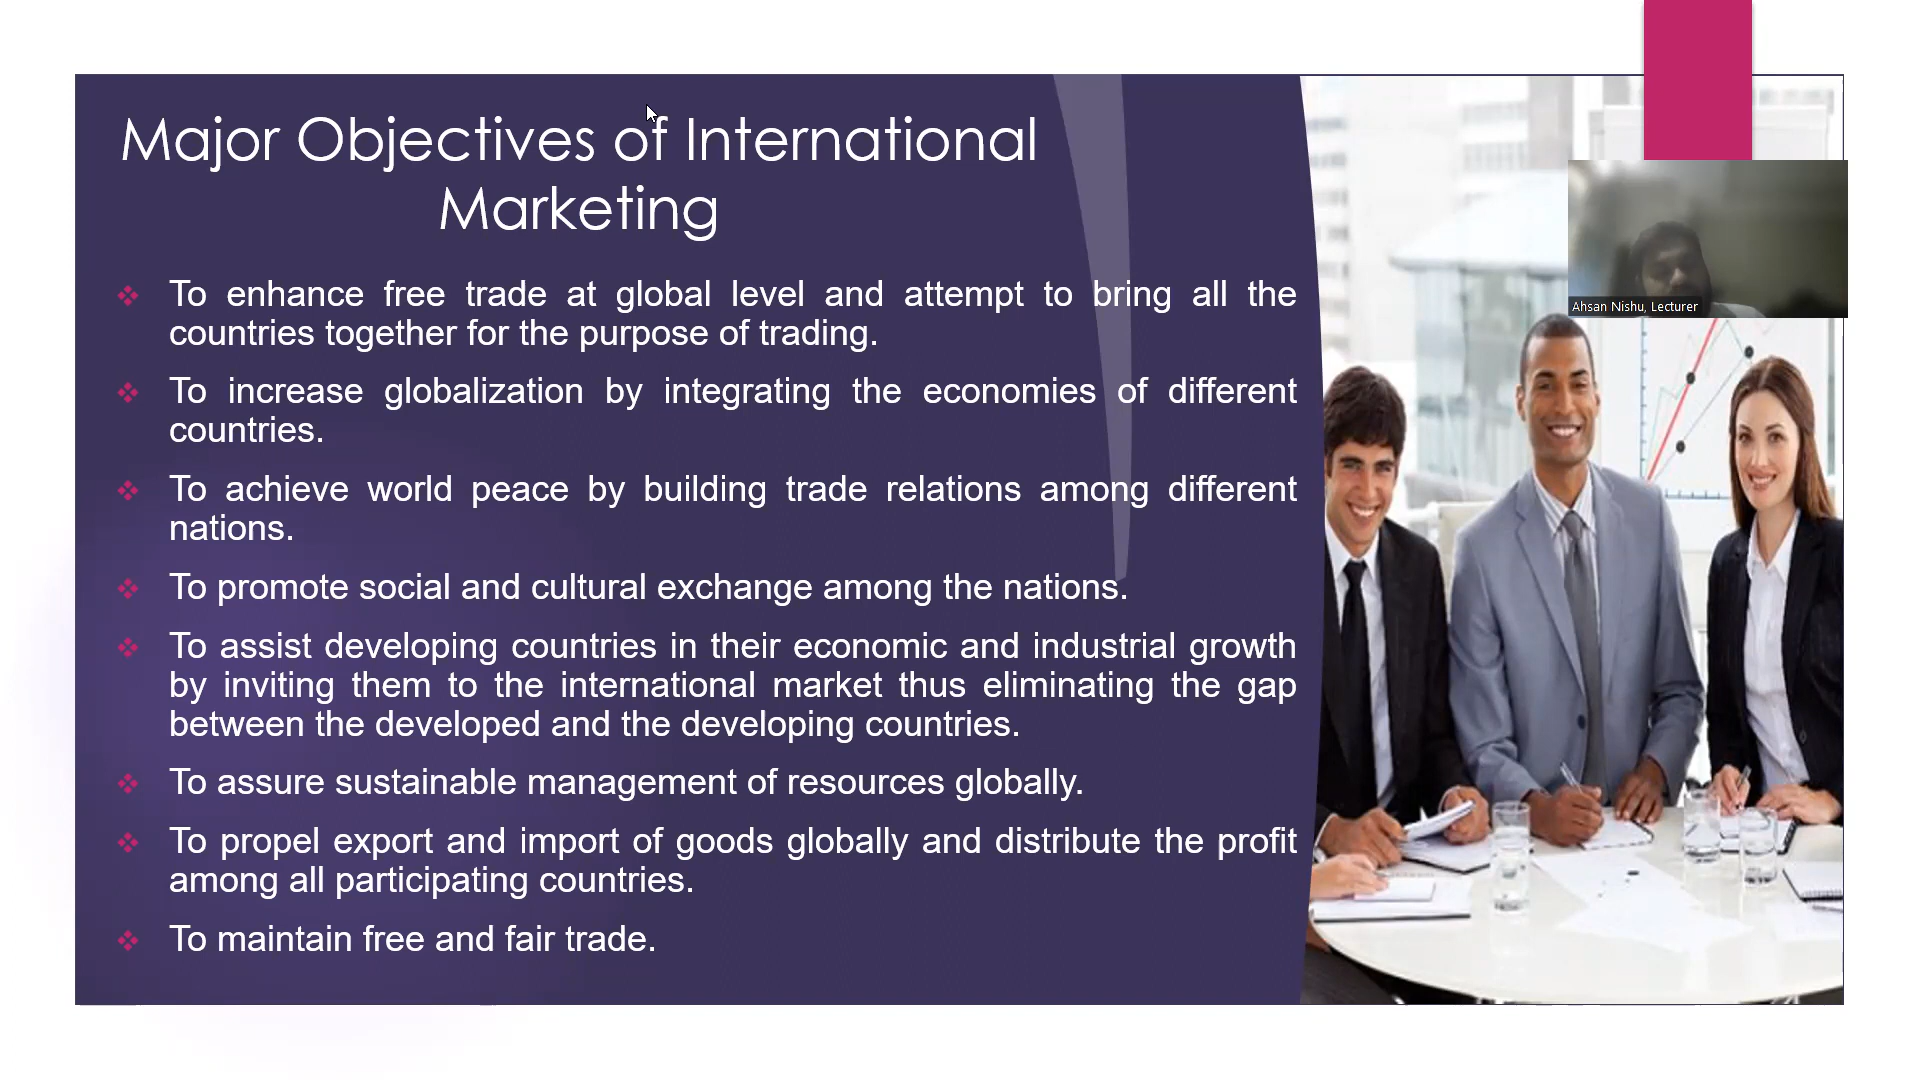 Major Objectives of International
Marketing
To enhance free trade at global level and attempt to bring all the
countries together for the purpose of trading.
To increase globalization by integrating the economies of different
countries.
To achieve world peace by building trade relations among different
nations.
To promote social and cultural exchange among the nations.
To assist developing countries in their economic and industrial growth
by inviting them to the international market thus eliminating the gap
between the developed and the developing countries.
To assure sustainable management of resources globally.
To propel export and import of goods globally and distribute the profit
among all participating countries.
To maintain free and fair trade.
Ahsan Nishu, Lecturer